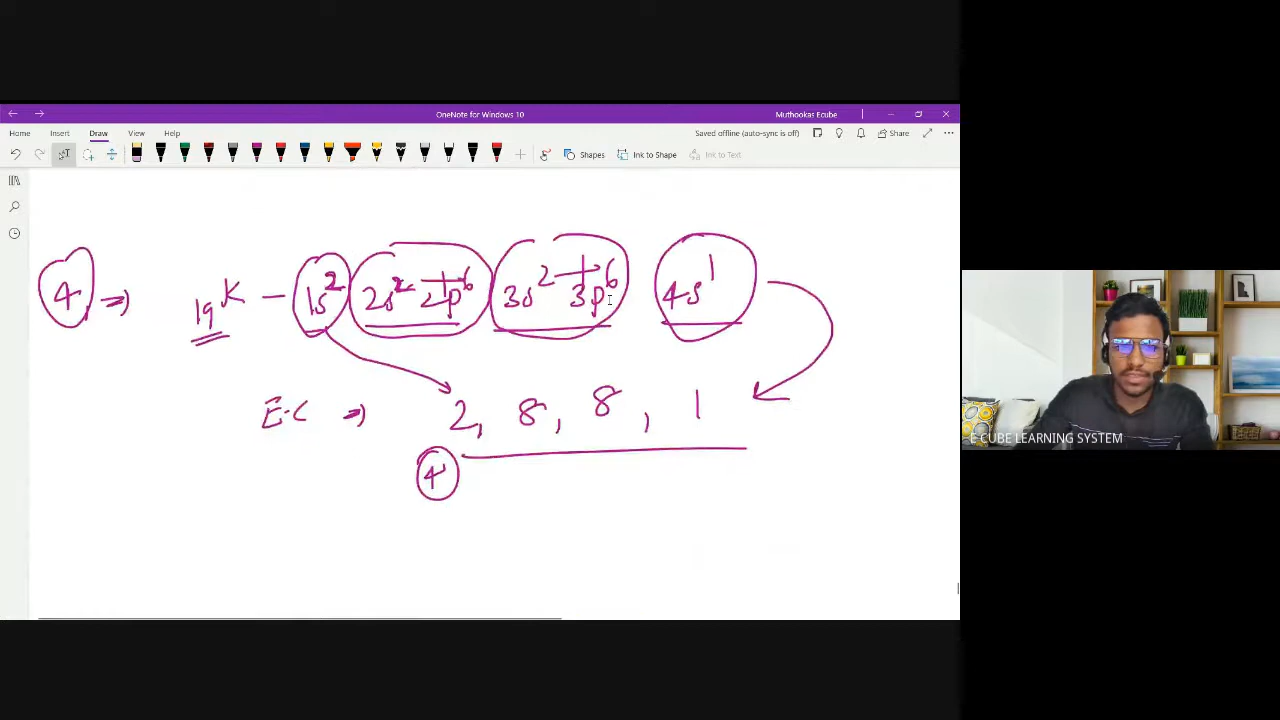 OneNote for Windows 10
Muthookas Ecube
Home Insert Draw View Help
Saved offline (auto-sync is off)
Share
Shapes
Ink to Shape
Ink to Text
4 ⇒ 19K – 1s² 2s² + 2p⁶ 3s² + 3p⁶ 4s¹
E.C ⇒ 2, 8, 8, 1
4
E CUBE LEARNING SYSTEM